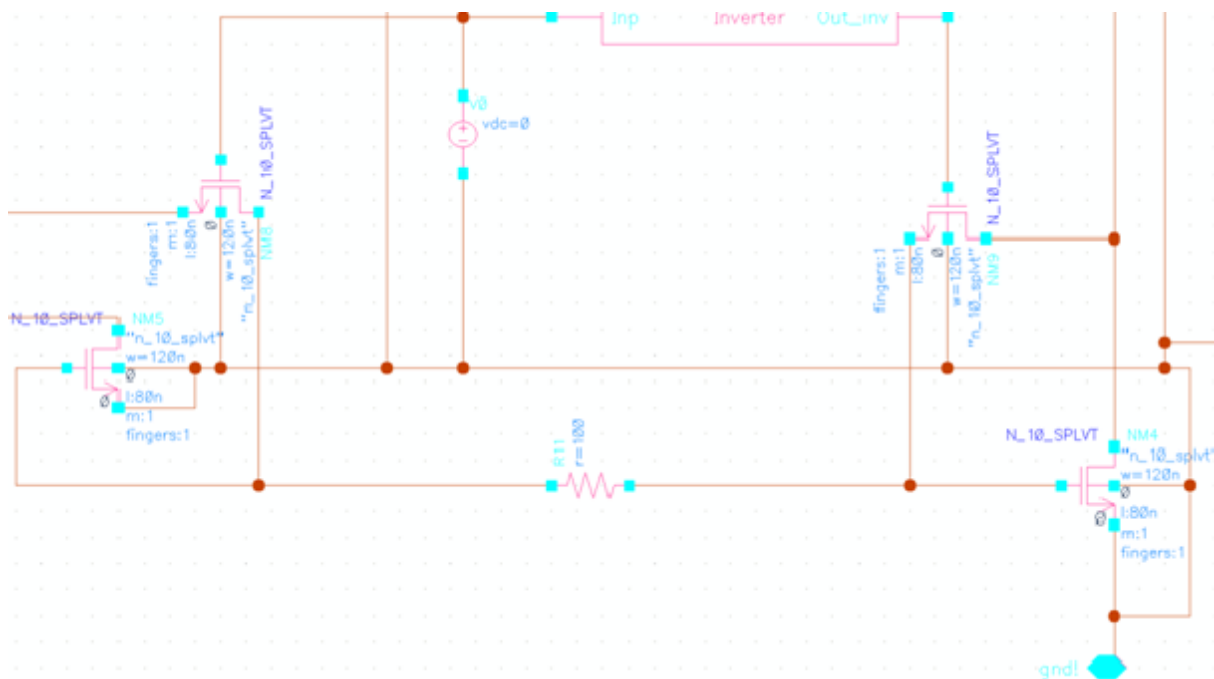 Inp
Inverter
Out_inv
V0
vdc=0
N_10_SPLVT
NM8
"n_10_splvt"
w=120n
0
l:80n
m:1
fingers:1
N_10_SPLVT
NM9
"n_10_splvt"
w=120n
0
l:80n
m:1
fingers:1
N_10_SPLVT
NM5
"n_10_splvt"
w=120n
0
0
l:80n
m:1
fingers:1
R11
r=100
N_10_SPLVT
NM4
"n_10_splvt"
w=120n
0
0
l:80n
m:1
fingers:1
gnd!